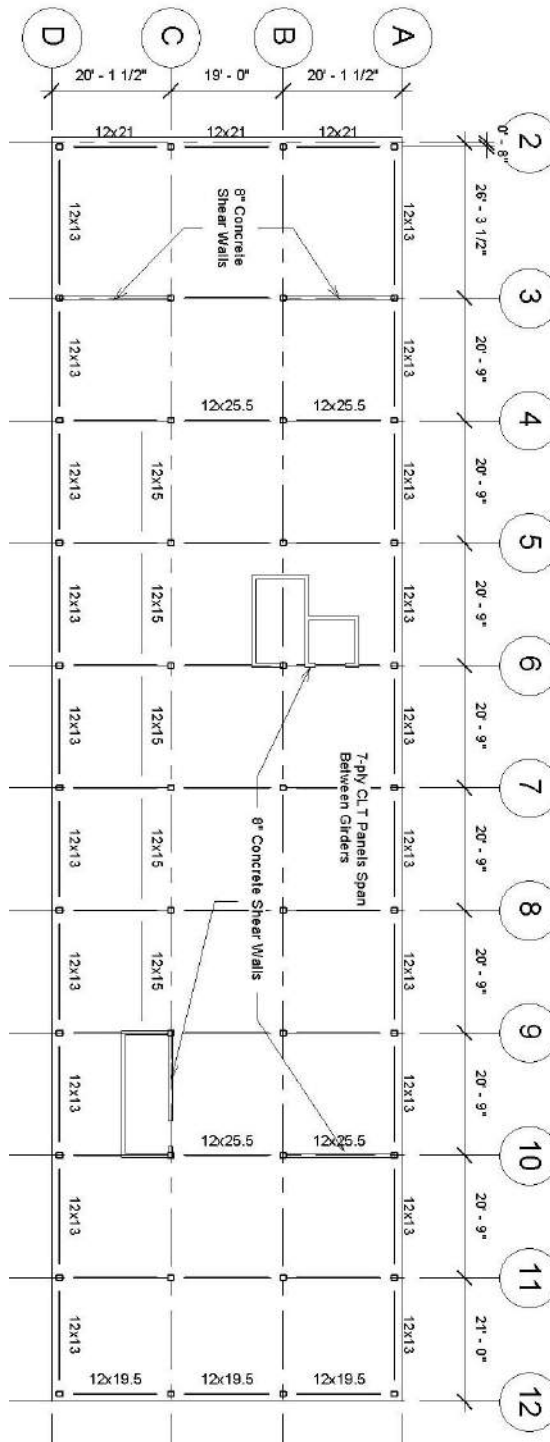 D
C
B
A
20' - 1 1/2"
19' - 0"
20' - 1 1/2"
2
0' - 8"
12x21
12x21
12x21
12x13
8" Concrete
Shear Walls
12x13
26' - 3 1/2"
3
12x13
12x13
20' - 9"
12x25.5
12x25.5
4
12x13
12x15
12x13
20' - 9"
5
12x13
12x15
12x13
20' - 9"
6
12x13
12x15
7-ply CLT Panels Span
Between Girders
20' - 9"
7
12x13
12x15
8" Concrete Shear Walls
12x13
20' - 9"
8
12x13
12x15
12x13
20' - 9"
9
12x13
12x13
20' - 9"
12x25.5
12x25.5
10
12x13
12x13
20' - 9"
11
12x13
12x13
21' - 0"
12x19.5
12x19.5
12x19.5
12